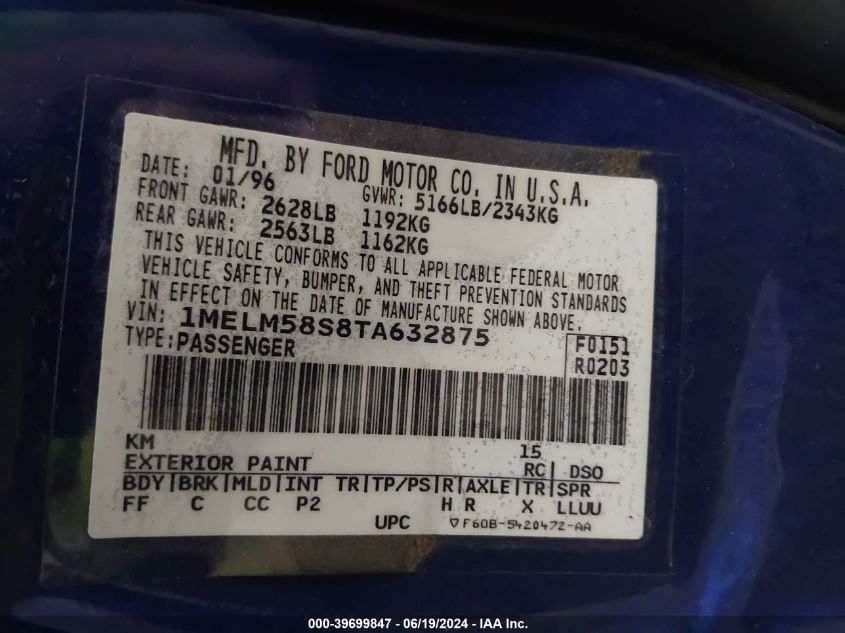 MFD. BY FORD MOTOR CO. IN U.S.A.
DATE: 01/96 GVWR: 5166LB/2343KG
FRONT GAWR: 2628LB 1192KG
REAR GAWR: 2563LB 1162KG
THIS VEHICLE CONFORMS TO ALL APPLICABLE FEDERAL MOTOR
VEHICLE SAFETY, BUMPER, AND THEFT PREVENTION STANDARDS
IN EFFECT ON THE DATE OF MANUFACTURE SHOWN ABOVE.
VIN: 1MELM58S8TA632875
TYPE: PASSENGER
F0151
R0203
KM 15
EXTERIOR PAINT RC| DSO
BDY|BRK|MLD|INT TR|TP/PS|R|AXLE|TR|SPR
FF C CC P2 H R X LLUU
UPC ▽F60B-5420472-AA
000-39699847 - 06/19/2024 - IAA Inc.